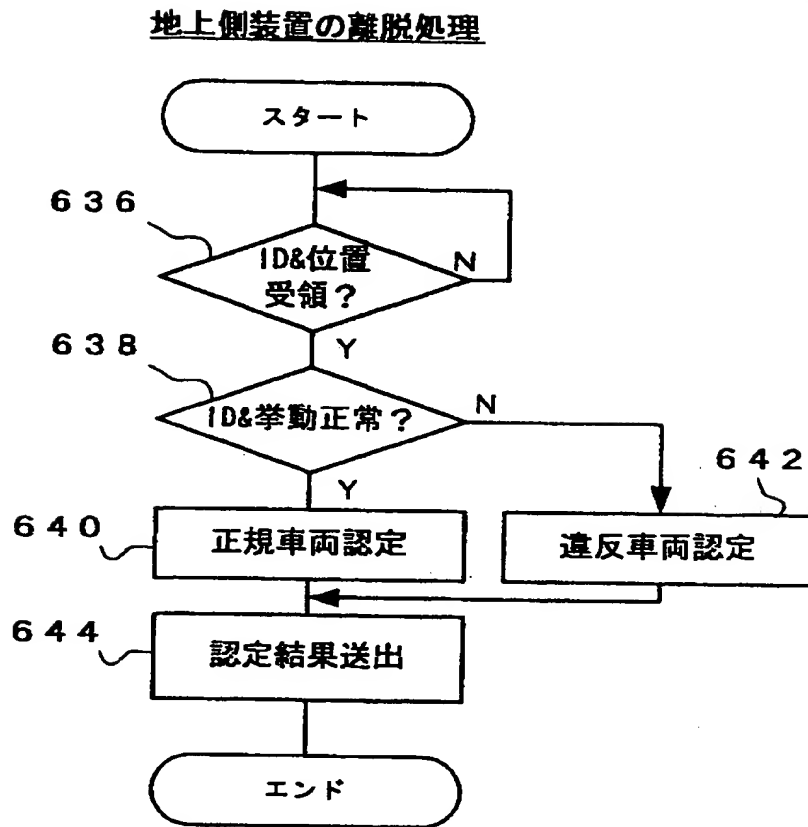 地上側装置の離脱処理
スタート
636
ID&位置
受領?
N
Y
638
ID&挙動正常?
N
Y
642
640
正規車両認定
違反車両認定
644
認定結果送出
エンド